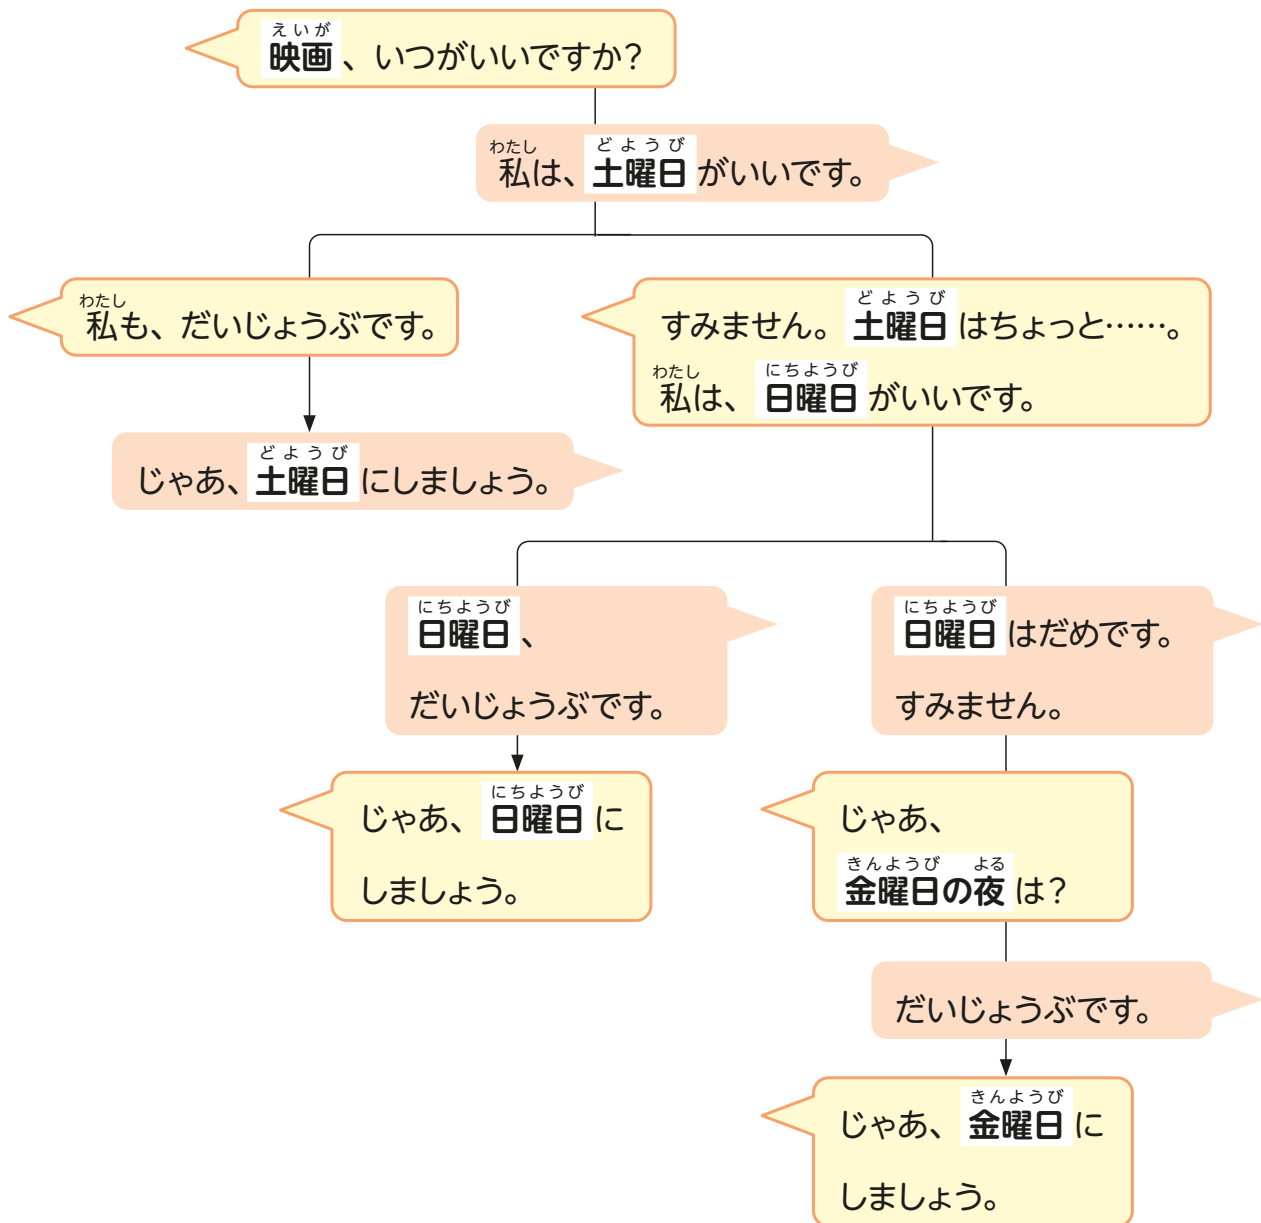 えいが
映画、いつがいいですか?
わたし どようび
私は、土曜日がいいです。
わたし
私も、だいじょうぶです。
どようび
じゃあ、土曜日にしましょう。
どようび
すみません。土曜日はちょっと……。
わたし にちようび
私は、日曜日がいいです。
にちようび
日曜日、
だいじょうぶです。
にちようび
じゃあ、日曜日に
しましょう。
にちようび
日曜日はだめです。
すみません。
じゃあ、
きんようび よる
金曜日の夜は?
だいじょうぶです。
きんようび
じゃあ、金曜日に
しましょう。